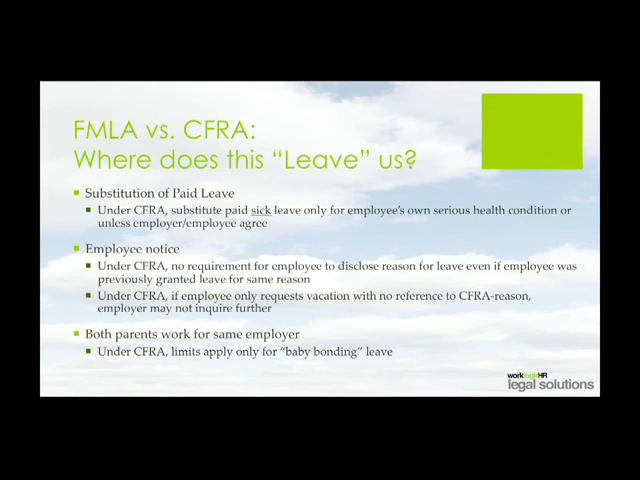 FMLA vs. CFRA:
Where does this “Leave” us?
Substitution of Paid Leave
Under CFRA, substitute paid sick leave only for employee’s own serious health condition or
unless employer/employee agree
Employee notice
Under CFRA, no requirement for employee to disclose reason for leave even if employee was
previously granted leave for same reason
Under CFRA, if employee only requests vacation with no reference to CFRA-reason,
employer may not inquire further
Both parents work for same employer
Under CFRA, limits apply only for “baby bonding” leave
worklogicHR
legal solutions